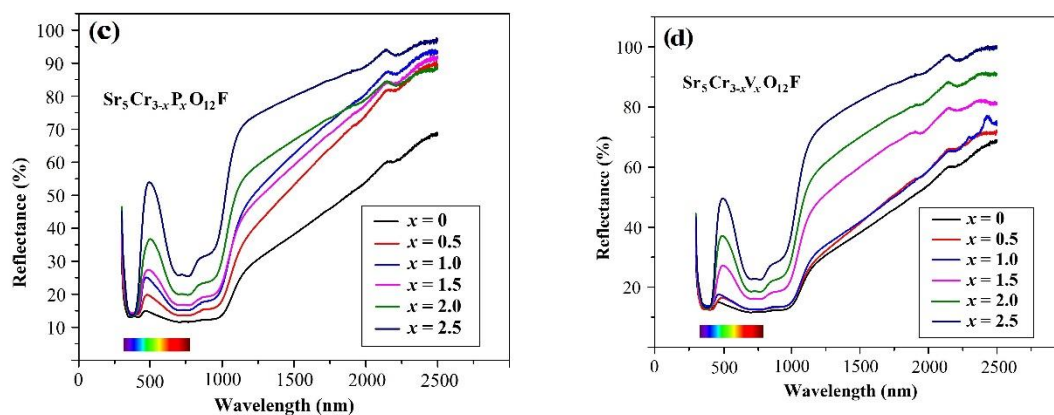 (c)
Sr₅Cr₃₋ₓPₓO₁₂F
Reflectance (%)
100
90
80
70
60
50
40
30
20
10
x = 0
x = 0.5
x = 1.0
x = 1.5
x = 2.0
x = 2.5
0
500
1000
1500
2000
2500
Wavelength (nm)
(d)
Sr₅Cr₃₋ₓVₓO₁₂F
Reflectance (%)
100
80
60
40
20
x = 0
x = 0.5
x = 1.0
x = 1.5
x = 2.0
x = 2.5
0
500
1000
1500
2000
2500
Wavelength (nm)